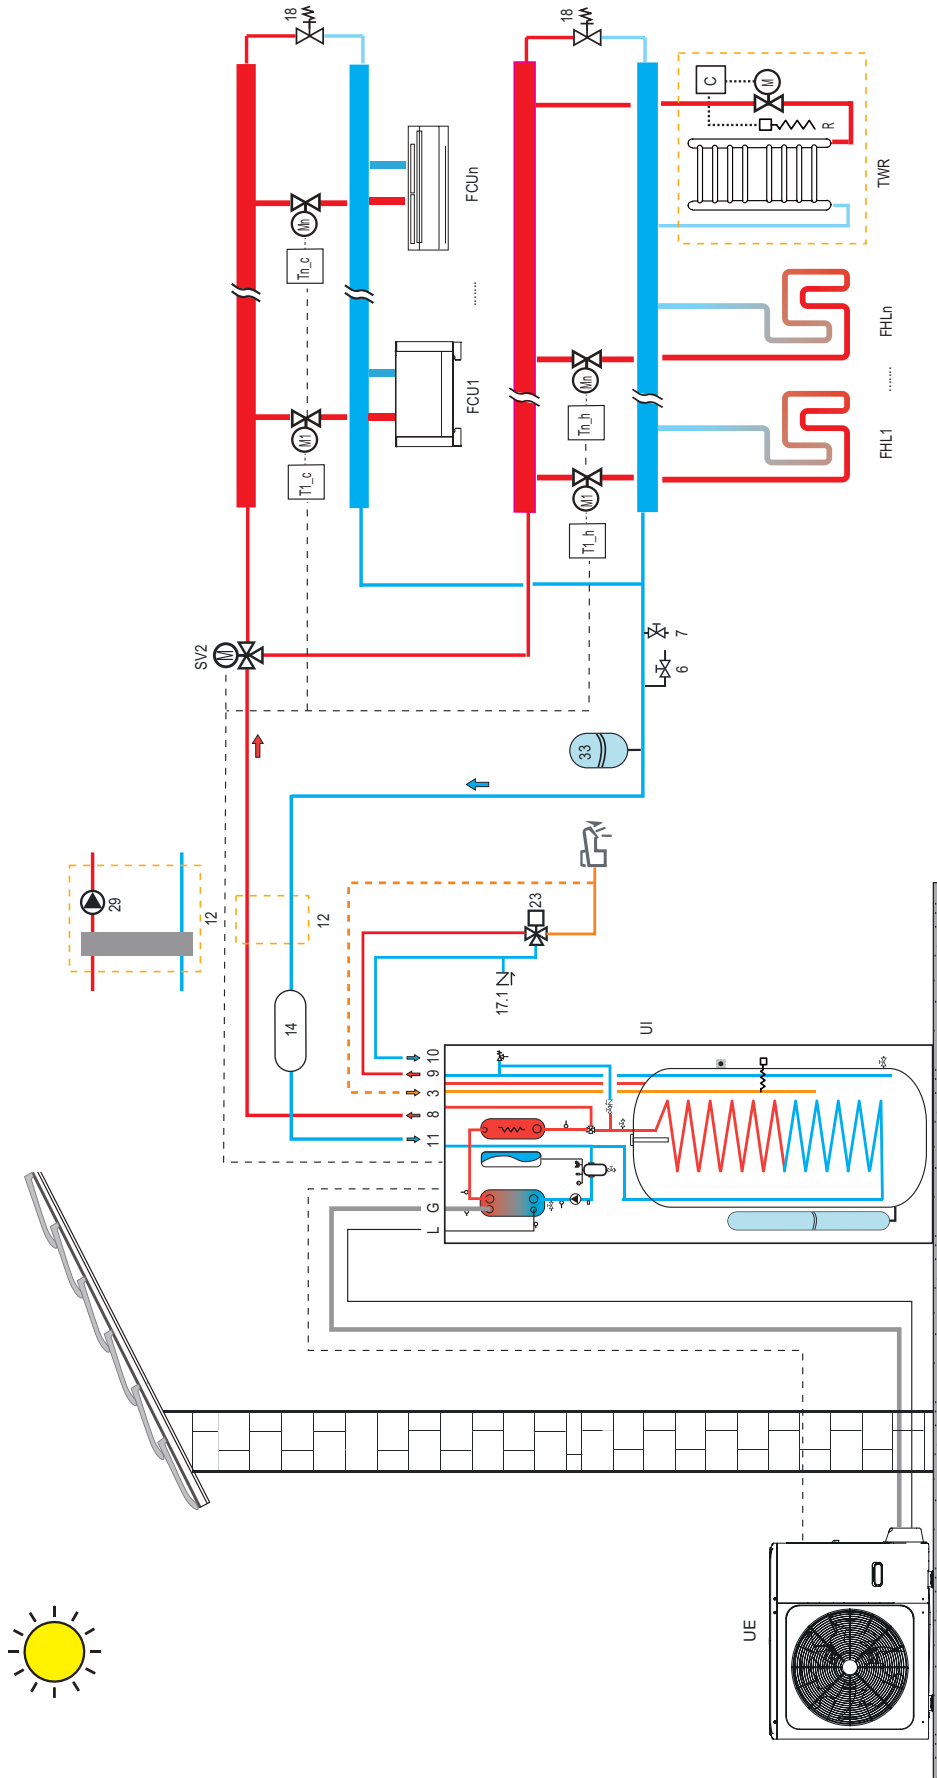 29
12
SV2
M
18
14
12
T1_c
M1
Tn_c
Mn
L
G
11
8
3
9
10
17.1
23
33
6
7
FCU1 ........ FCUn
18
T1_h
M1
Tn_h
Mn
C
M
R
UI
UE
FHL1 ........ FHLn
TWR